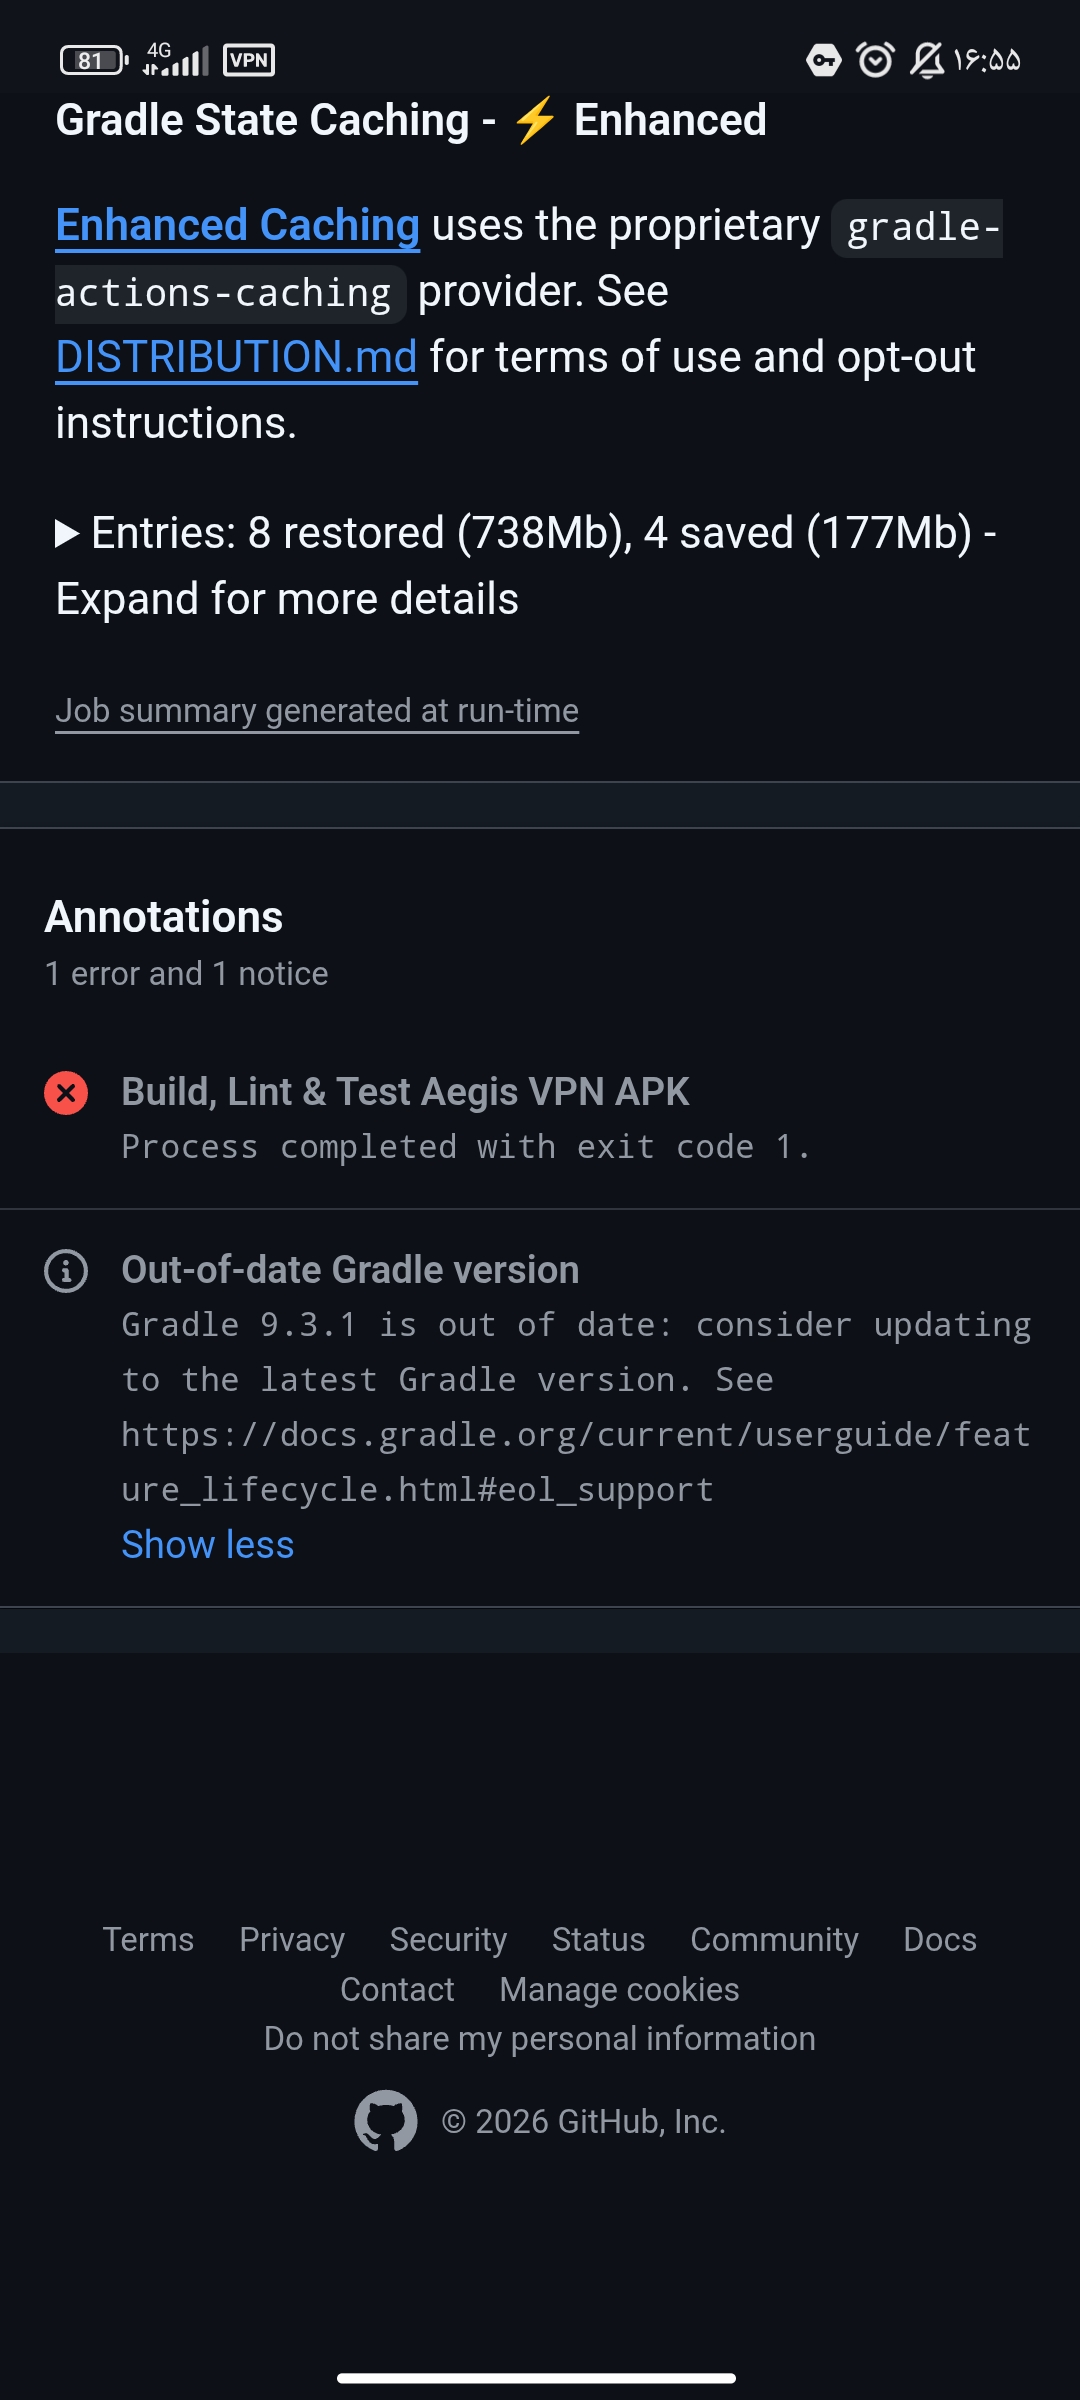 81 4G VPN ۱۶:۵۵
Gradle State Caching - ⚡ Enhanced
Enhanced Caching uses the proprietary gradle-
actions-caching provider. See
DISTRIBUTION.md for terms of use and opt-out
instructions.
▶ Entries: 8 restored (738Mb), 4 saved (177Mb) -
Expand for more details
Job summary generated at run-time
Annotations
1 error and 1 notice
Build, Lint & Test Aegis VPN APK
Process completed with exit code 1.
Out-of-date Gradle version
Gradle 9.3.1 is out of date: consider updating
to the latest Gradle version. See
https://docs.gradle.org/current/userguide/feat
ure_lifecycle.html#eol_support
Show less
Terms Privacy Security Status Community Docs
Contact Manage cookies
Do not share my personal information
© 2026 GitHub, Inc.